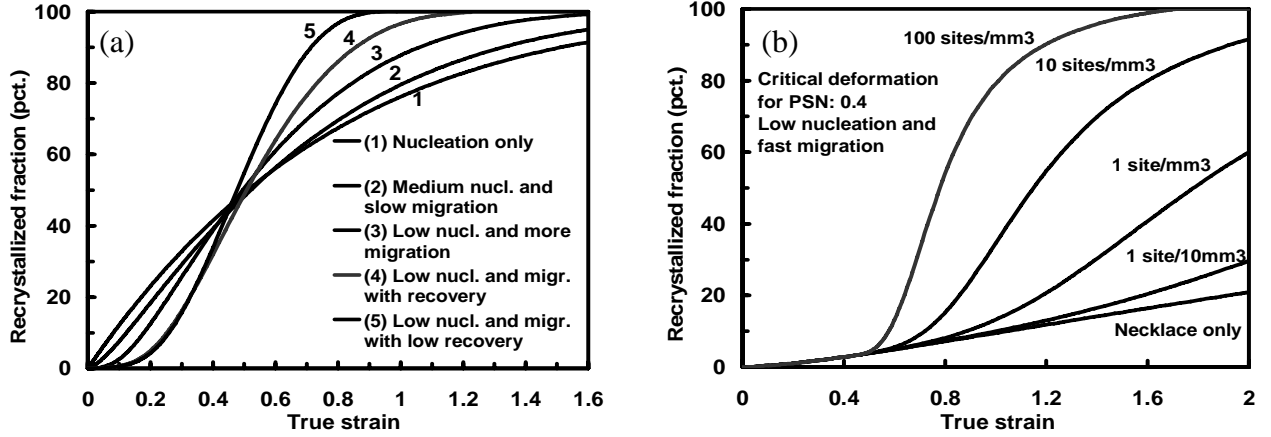 (a)
Recrystallized fraction (pct.)
100
80
60
40
20
0
5
4
3
2
1
(1) Nucleation only
(2) Medium nucl. and
slow migration
(3) Low nucl. and more
migration
(4) Low nucl. and migr.
with recovery
(5) Low nucl. and migr.
with low recovery
0 0.2 0.4 0.6 0.8 1 1.2 1.4 1.6
True strain
(b)
Recrystallized fraction (pct.)
100
80
60
40
20
0
100 sites/mm3
10 sites/mm3
Critical deformation
for PSN: 0.4
Low nucleation and
fast migration
1 site/mm3
1 site/10mm3
Necklace only
0 0.4 0.8 1.2 1.6 2
True strain